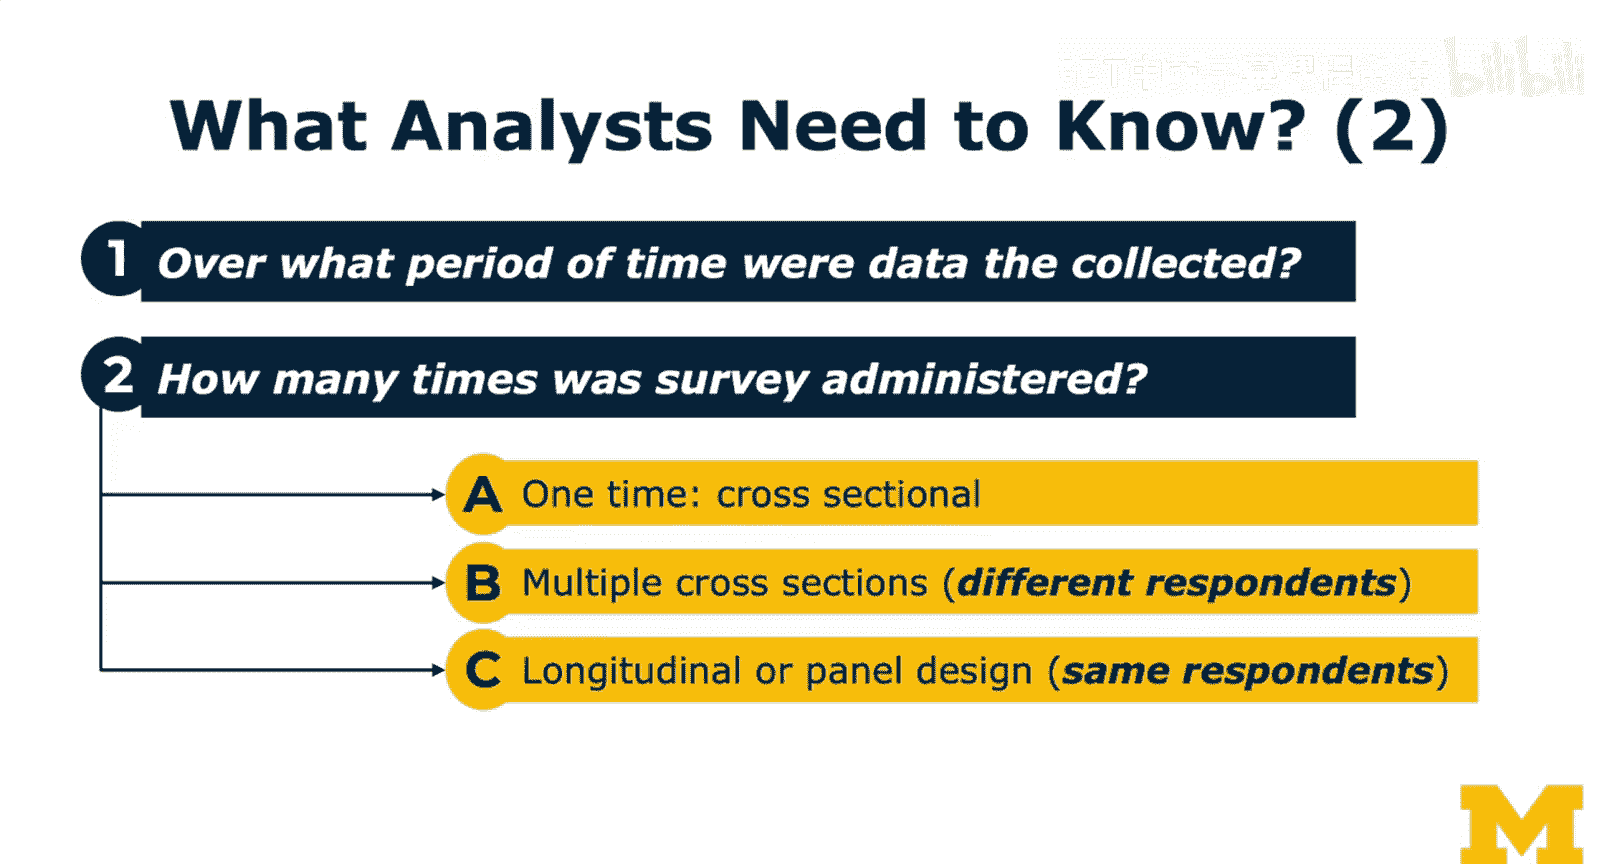 bilibili
What Analysts Need to Know? (2)
1 Over what period of time were data the collected?
2 How many times was survey administered?
A One time: cross sectional
B Multiple cross sections (different respondents)
C Longitudinal or panel design (same respondents)
M